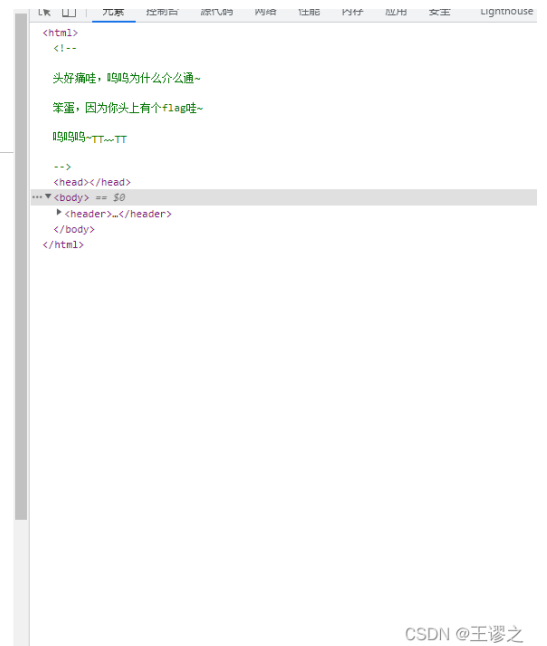 元素 控制台 源代码 网络 性能 内存 应用 安全 Lighthouse
<html>
<!--
头好痛哇，呜呜为什么介么通~
笨蛋，因为你头上有个flag哇~
呜呜呜~TT﹏TT
-->
<head></head>
··· ▼<body> == $0
▶<header>…</header>
</body>
</html>
CSDN @王谬之